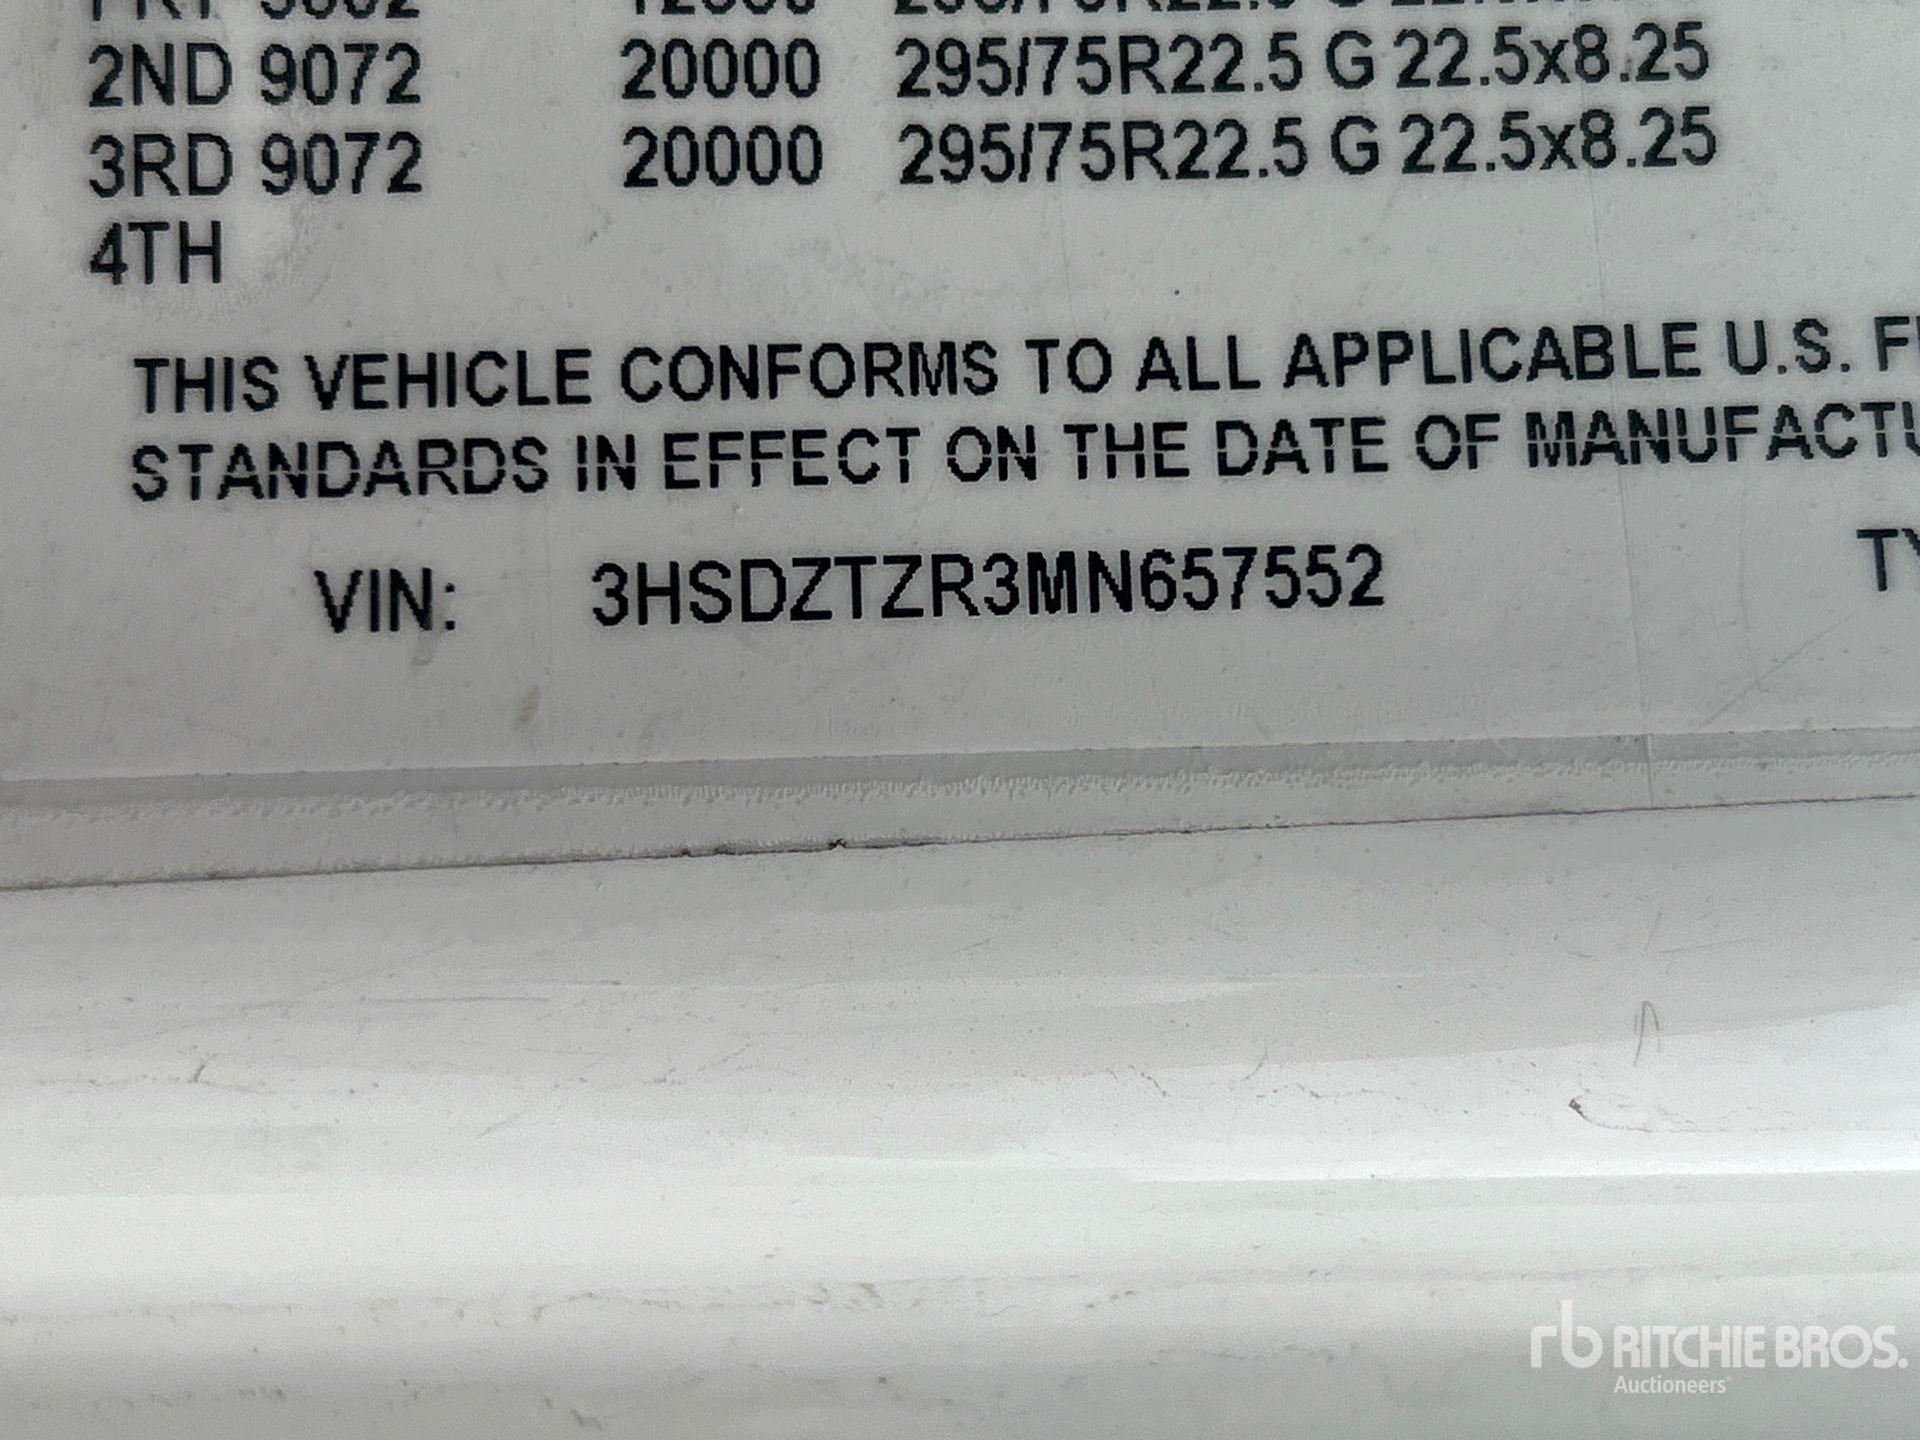 2ND 9072 20000 295/75R22.5 G 22.5x8.25
3RD 9072 20000 295/75R22.5 G 22.5x8.25
4TH
THIS VEHICLE CONFORMS TO ALL APPLICABLE U.S.
STANDARDS IN EFFECT ON THE DATE OF
VIN: 3HSDZTZR3MN657552
rb RITCHIE BROS.
Auctioneers